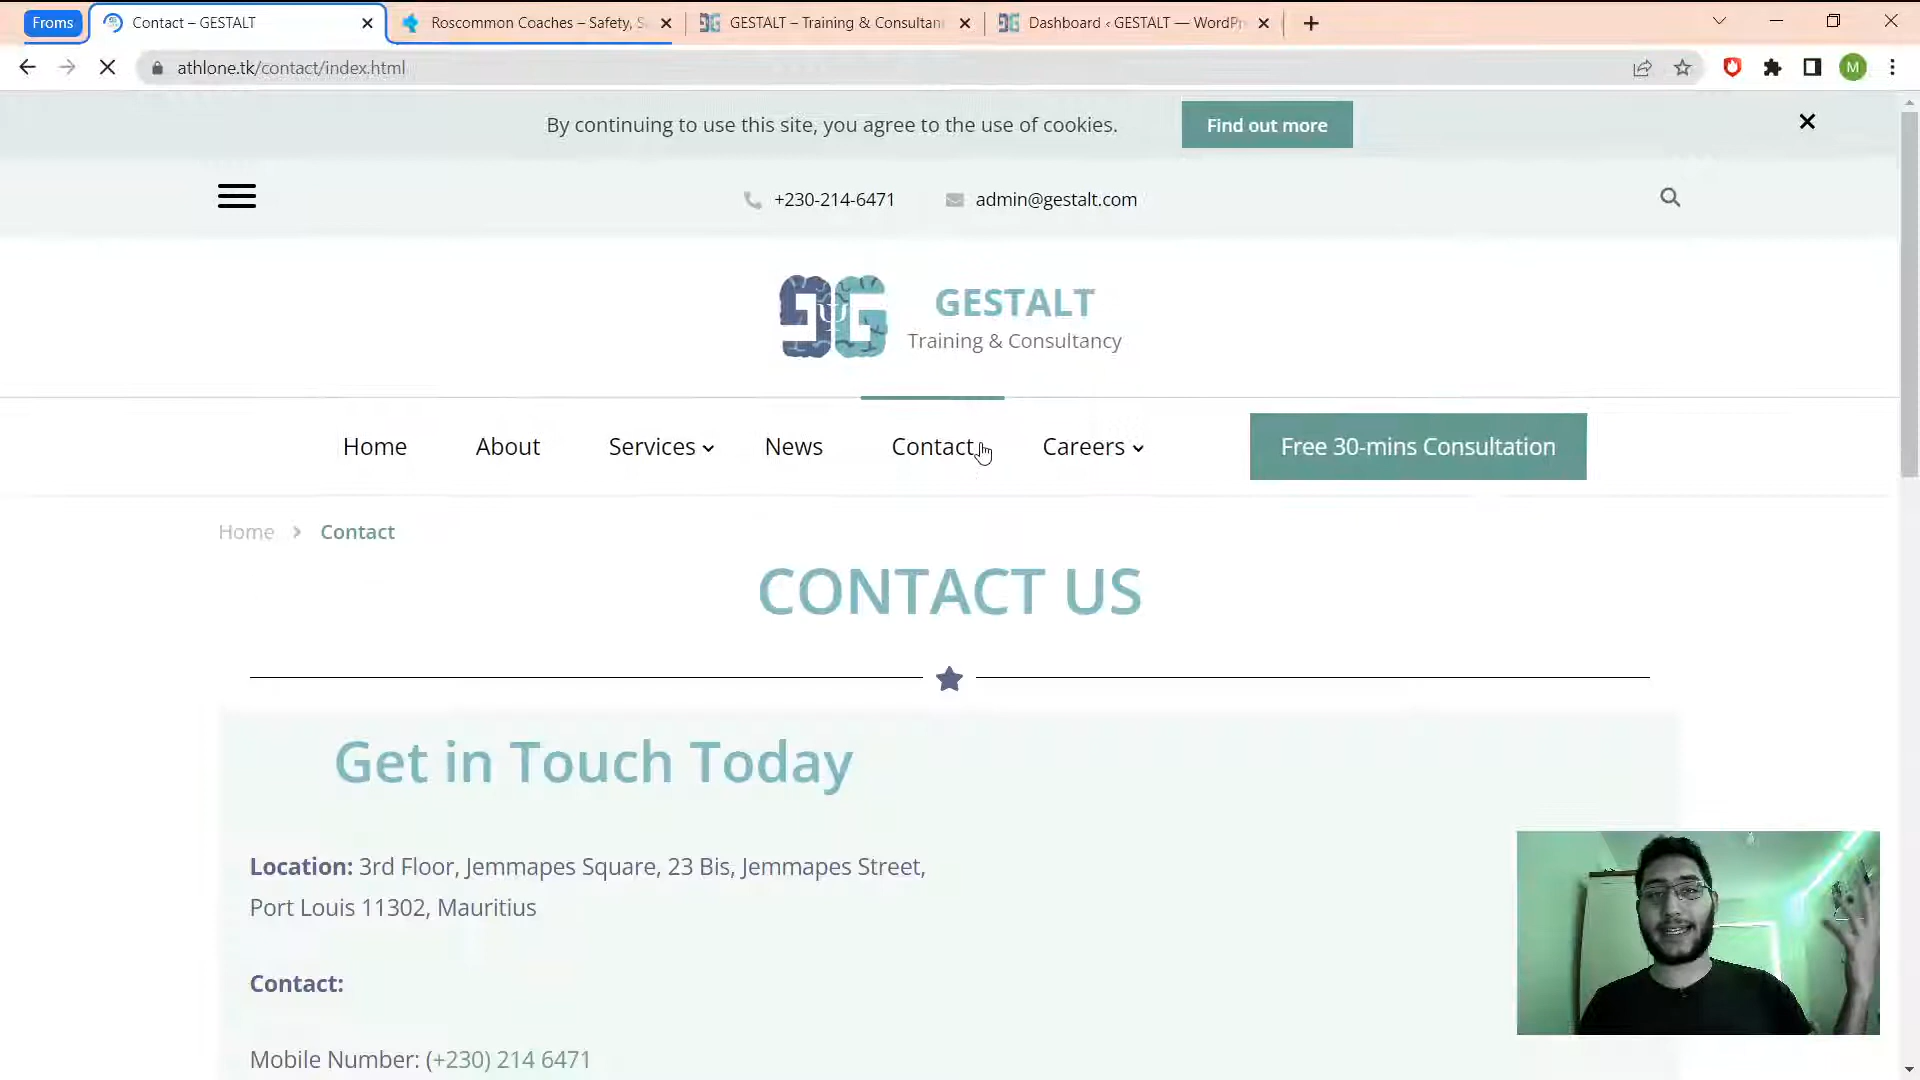 Froms
Contact – GESTALT
Roscommon Coaches – Safety, S
GESTALT – Training & Consultan
Dashboard ‹ GESTALT — WordPr
athlone.tk/contact/index.html
M
By continuing to use this site, you agree to the use of cookies.
Find out more
+230-214-6471
admin@gestalt.com
GESTALT
Training & Consultancy
Home
About
Services
News
Contact
Careers
Free 30-mins Consultation
Home
Contact
CONTACT US
Get in Touch Today
Location: 3rd Floor, Jemmapes Square, 23 Bis, Jemmapes Street,
Port Louis 11302, Mauritius
Contact:
Mobile Number: (+230) 214 6471